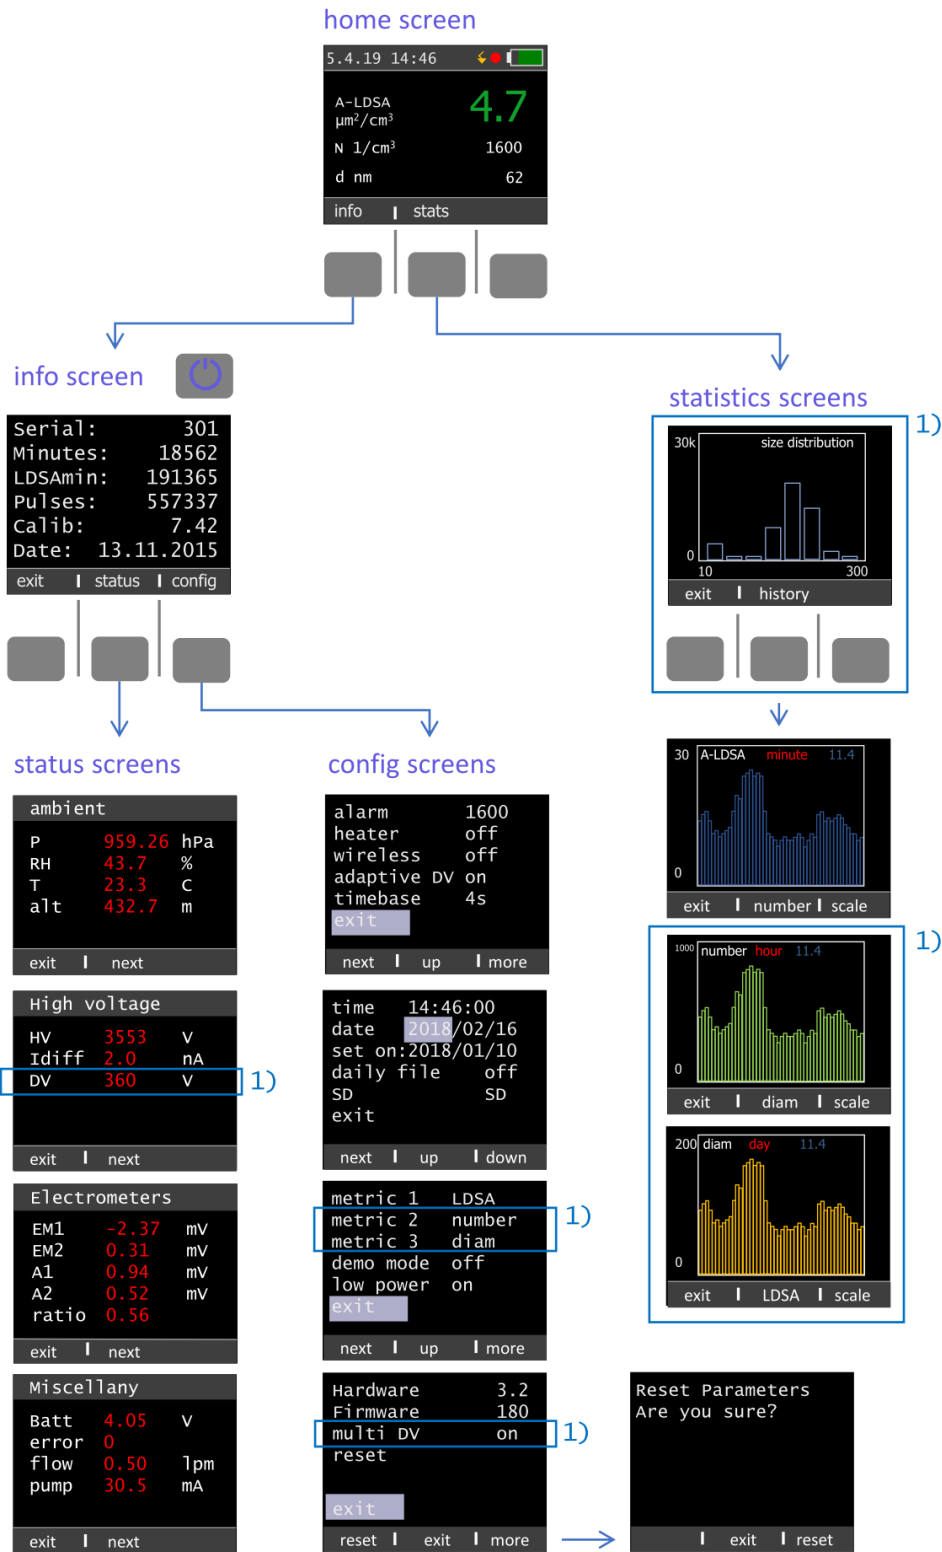 home screen
5.4.19 14:46
A-LDSA 4.7
µm²/cm³
N 1/cm³ 1600
d nm 62
info stats
info screen
Serial: 301
Minutes: 18562
LDSAmin: 191365
Pulses: 557337
Calib: 7.42
Date: 13.11.2015
exit status config
statistics screens
1)
30k size distribution
0
10 300
exit history
30 A-LDSA minute 11.4
0
exit number scale
1)
1000 number hour 11.4
0
exit diam scale
200 diam day 11.4
0
exit LDSA scale
status screens
ambient
P 959.26 hPa
RH 43.7 %
T 23.3 C
alt 432.7 m
exit next
High voltage
HV 3553 V
Idiff 2.0 nA
DV 360 V 1)
exit next
Electrometers
EM1 -2.37 mV
EM2 0.31 mV
A1 0.94 mV
A2 0.52 mV
ratio 0.56
exit next
Miscellany
Batt 4.05 V
error 0
flow 0.50 lpm
pump 30.5 mA
exit next
config screens
alarm 1600
heater off
wireless off
adaptive DV on
timebase 4s
exit
next up more
time 14:46:00
date 2018/02/16
set on:2018/01/10
daily file off
SD SD
exit
next up down
metric 1 LDSA
metric 2 number 1)
metric 3 diam
demo mode off
low power on
exit
next up more
Hardware 3.2
Firmware 180
multi DV on 1)
reset
exit
reset exit more
Reset Parameters
Are you sure?
exit reset